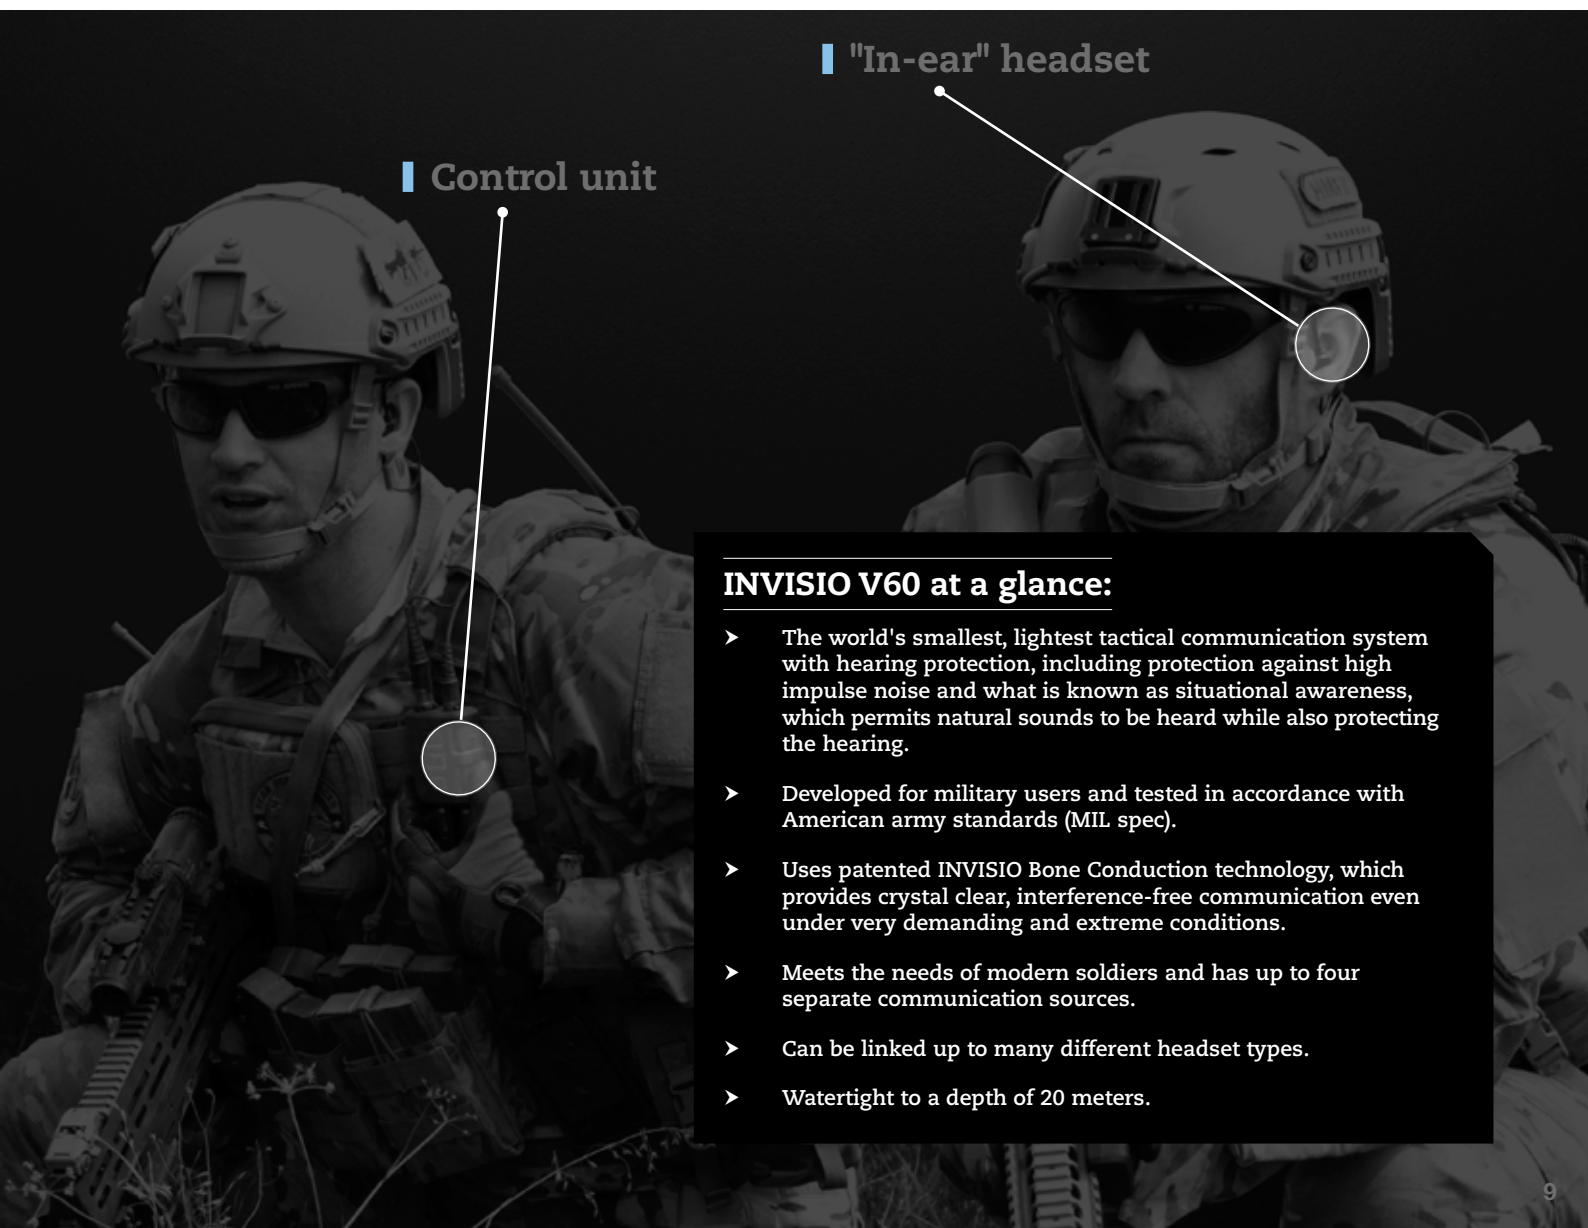 "In-ear" headset
Control unit
INVISIO V60 at a glance:
➤ The world's smallest, lightest tactical communication system
with hearing protection, including protection against high
impulse noise and what is known as situational awareness,
which permits natural sounds to be heard while also protecting
the hearing.
➤ Developed for military users and tested in accordance with
American army standards (MIL spec).
➤ Uses patented INVISIO Bone Conduction technology, which
provides crystal clear, interference-free communication even
under very demanding and extreme conditions.
➤ Meets the needs of modern soldiers and has up to four
separate communication sources.
➤ Can be linked up to many different headset types.
➤ Watertight to a depth of 20 meters.
9